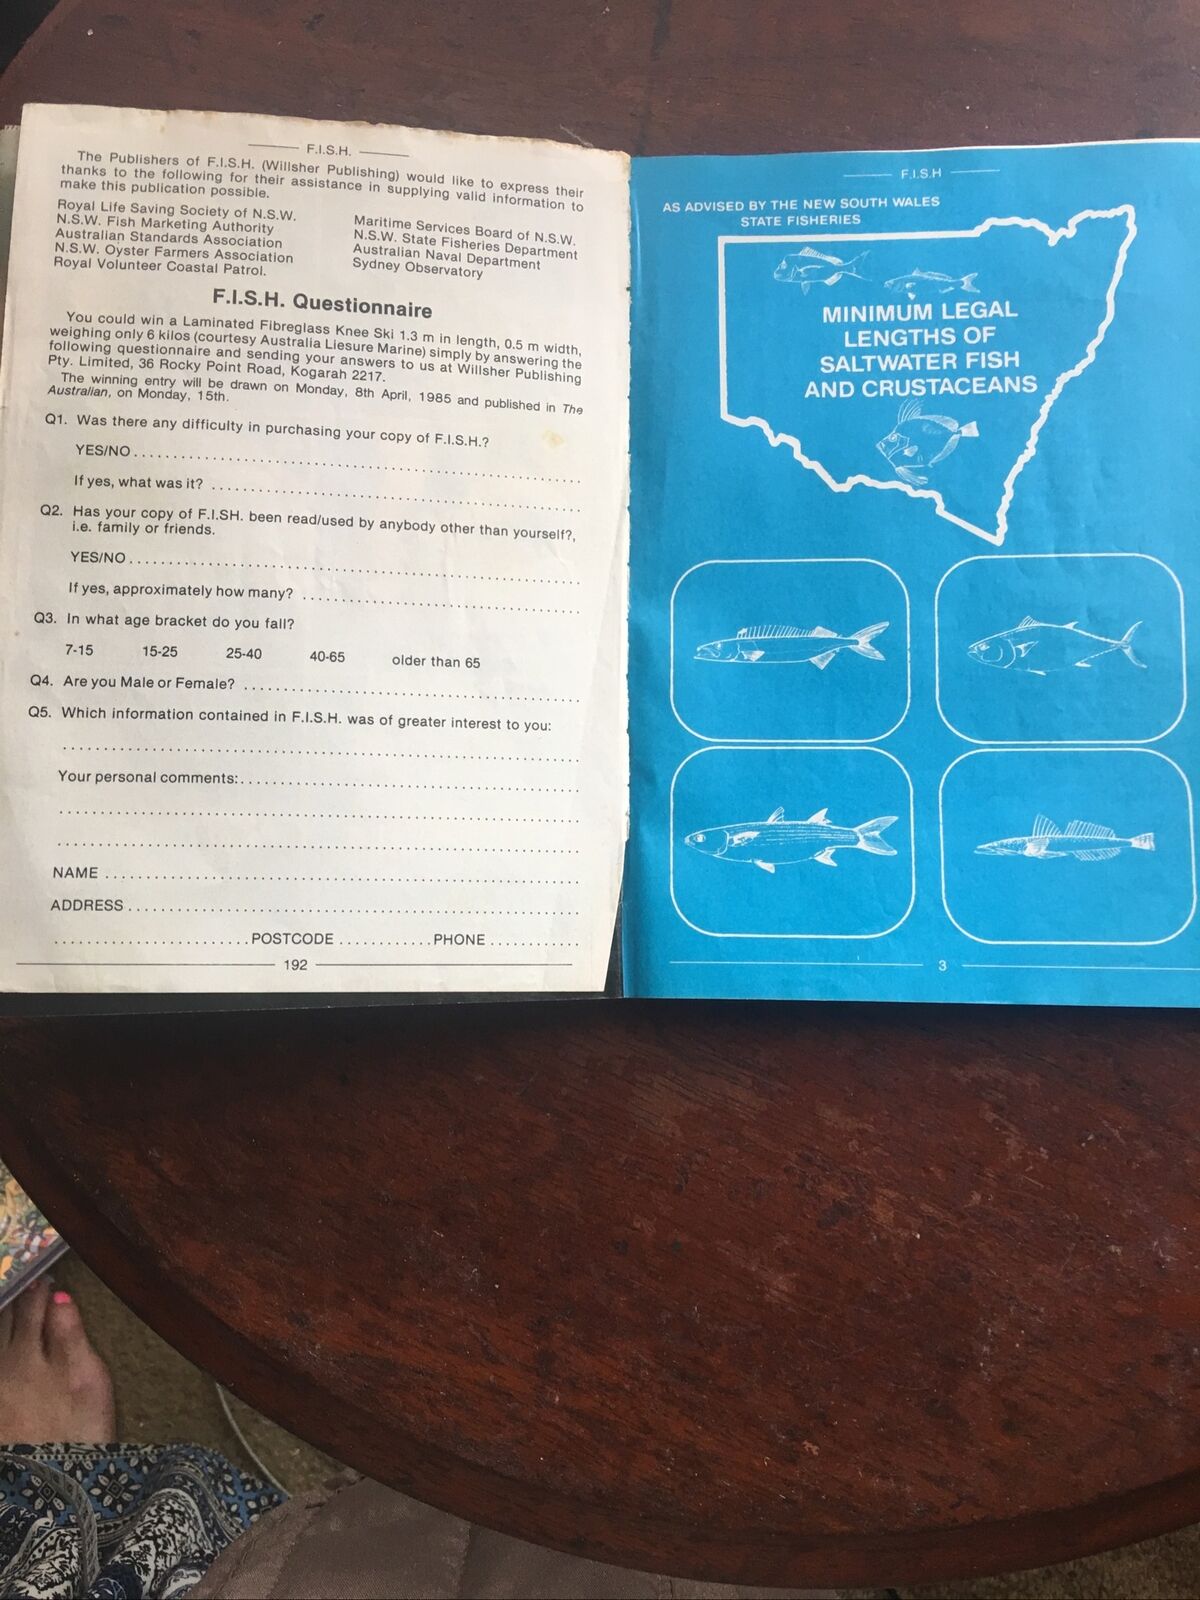 F.I.S.H.
The Publishers of F.I.S.H. (Willsher Publishing) would like to express their
thanks to the following for their assistance in supplying valid information to
make this publication possible.
Royal Life Saving Society of N.S.W.
N.S.W. Fish Marketing Authority
Australian Standards Association
N.S.W. Oyster Farmers Association
Royal Volunteer Coastal Patrol.
Maritime Services Board of N.S.W.
N.S.W. State Fisheries Department
Australian Naval Department
Sydney Observatory
F.I.S.H. Questionnaire
You could win a Laminated Fibreglass Knee Ski 1.3 m in length, 0.5 m width,
weighing only 6 kilos (courtesy Australia Liesure Marine) simply by answering the
following questionnaire and sending your answers to us at Willsher Publishing
Pty. Limited, 36 Rocky Point Road, Kogarah 2217.
The winning entry will be drawn on Monday, 8th April, 1985 and published in The
Australian, on Monday, 15th.
Q1. Was there any difficulty in purchasing your copy of F.I.S.H.?
YES/NO
If yes, what was it?
Q2. Has your copy of F.I.SH. been read/used by anybody other than yourself?,
i.e. family or friends.
YES/NO
If yes, approximately how many?
Q3. In what age bracket do you fall?
7-15 15-25 25-40 40-65 older than 65
Q4. Are you Male or Female?
Q5. Which information contained in F.I.S.H. was of greater interest to you:
Your personal comments:
NAME
ADDRESS
POSTCODE PHONE
192
F.I.S.H
AS ADVISED BY THE NEW SOUTH WALES
STATE FISHERIES
MINIMUM LEGAL
LENGTHS OF
SALTWATER FISH
AND CRUSTACEANS
3